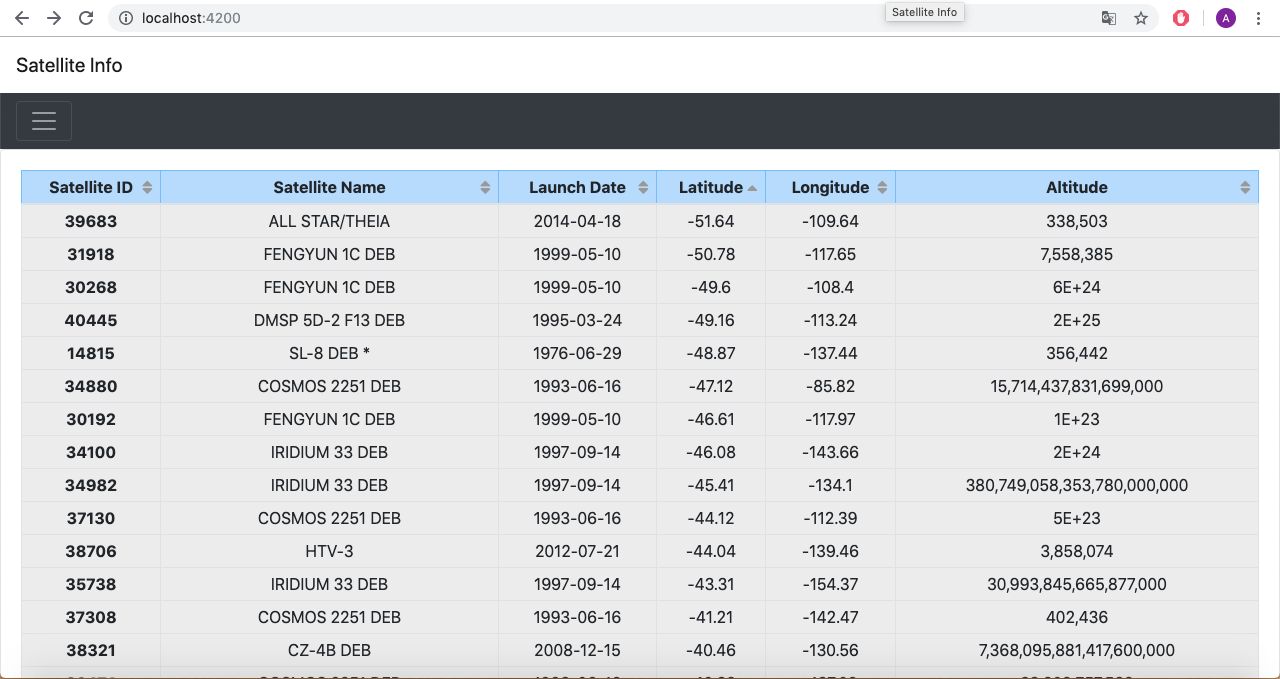 localhost:4200
Satellite Info
A
Satellite Info
Satellite ID Satellite Name Launch Date Latitude Longitude Altitude
39683 ALL STAR/THEIA 2014-04-18 -51.64 -109.64 338,503
31918 FENGYUN 1C DEB 1999-05-10 -50.78 -117.65 7,558,385
30268 FENGYUN 1C DEB 1999-05-10 -49.6 -108.4 6E+24
40445 DMSP 5D-2 F13 DEB 1995-03-24 -49.16 -113.24 2E+25
14815 SL-8 DEB * 1976-06-29 -48.87 -137.44 356,442
34880 COSMOS 2251 DEB 1993-06-16 -47.12 -85.82 15,714,437,831,699,000
30192 FENGYUN 1C DEB 1999-05-10 -46.61 -117.97 1E+23
34100 IRIDIUM 33 DEB 1997-09-14 -46.08 -143.66 2E+24
34982 IRIDIUM 33 DEB 1997-09-14 -45.41 -134.1 380,749,058,353,780,000,000
37130 COSMOS 2251 DEB 1993-06-16 -44.12 -112.39 5E+23
38706 HTV-3 2012-07-21 -44.04 -139.46 3,858,074
35738 IRIDIUM 33 DEB 1997-09-14 -43.31 -154.37 30,993,845,665,877,000
37308 COSMOS 2251 DEB 1993-06-16 -41.21 -142.47 402,436
38321 CZ-4B DEB 2008-12-15 -40.46 -130.56 7,368,095,881,417,600,000